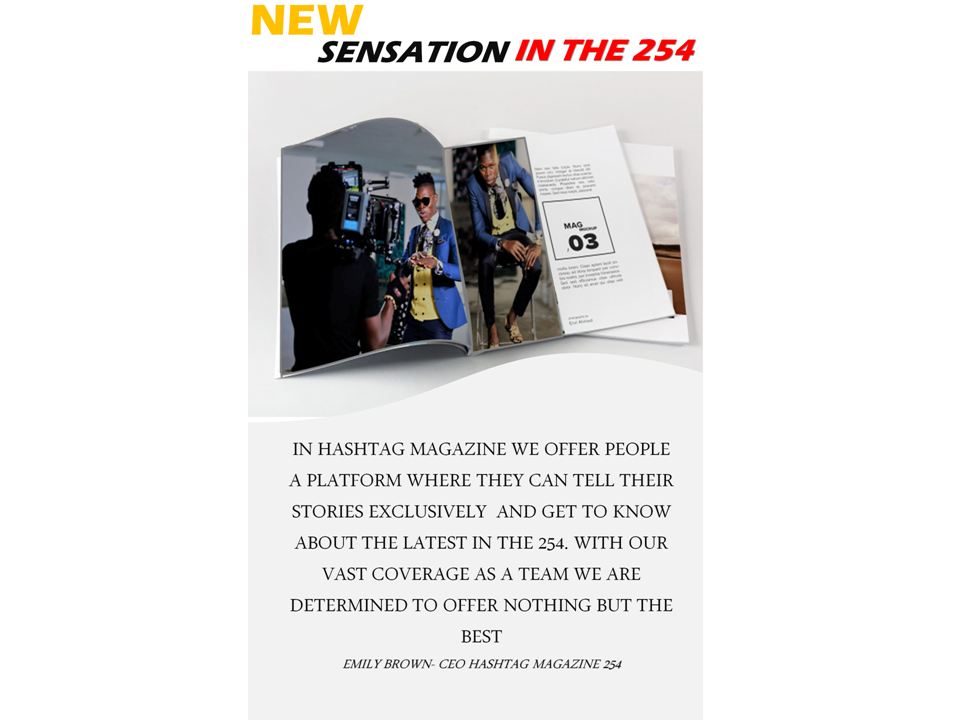 NEW
SENSATION IN THE 254
MAG
MOCKUP
03
IN HASHTAG MAGAZINE WE OFFER PEOPLE
A PLATFORM WHERE THEY CAN TELL THEIR
STORIES EXCLUSIVELY AND GET TO KNOW
ABOUT THE LATEST IN THE 254. WITH OUR
VAST COVERAGE AS A TEAM WE ARE
DETERMINED TO OFFER NOTHING BUT THE
BEST
EMILY BROWN- CEO HASHTAG MAGAZINE 254